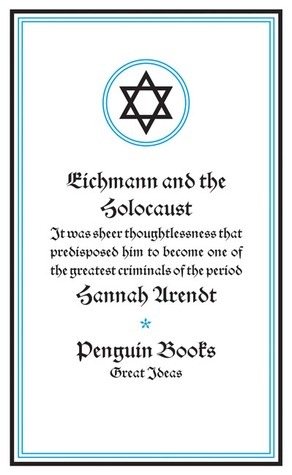 Eichmann and the
Holocaust
It was sheer thoughtlessness that
predisposed him to become one of
the greatest criminals of the period
Hannah Arendt
*
Penguin Books
Great Ideas